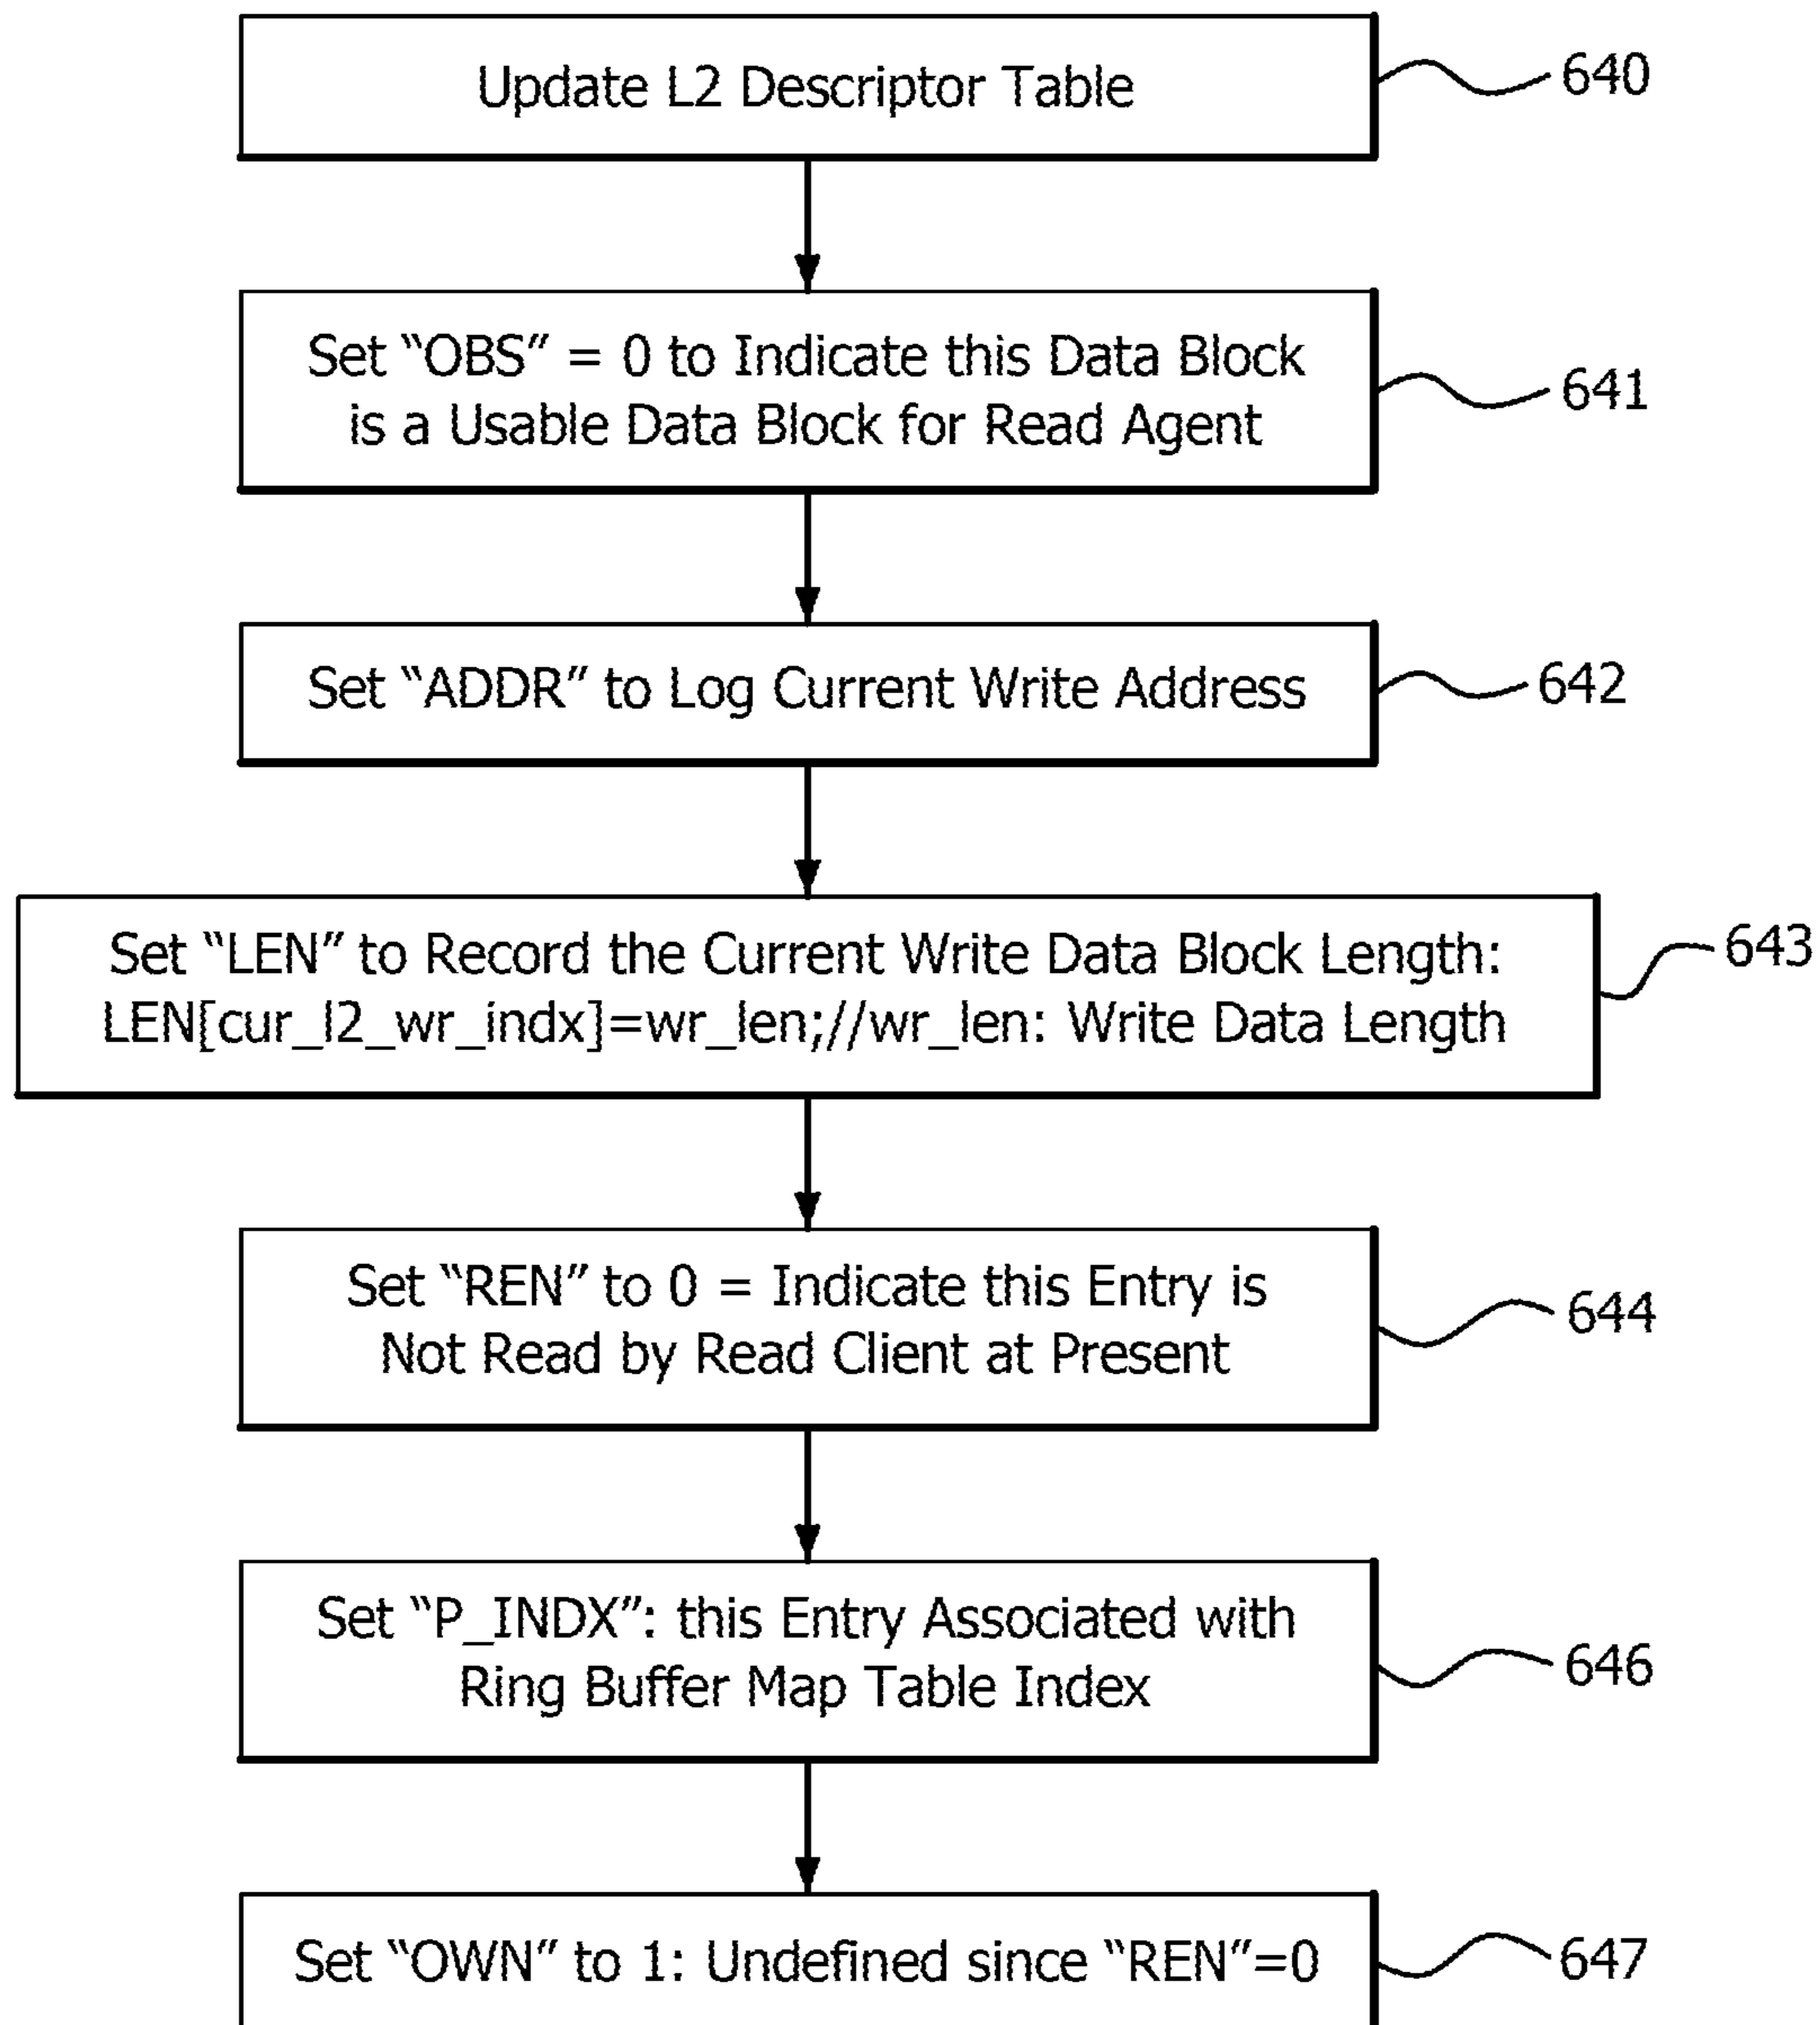 Update L2 Descriptor Table
640
Set “OBS” = 0 to Indicate this Data Block
is a Usable Data Block for Read Agent
641
Set “ADDR” to Log Current Write Address
642
Set “LEN” to Record the Current Write Data Block Length:
LEN[cur_l2_wr_indx]=wr_len;//wr_len: Write Data Length
643
Set “REN” to 0 = Indicate this Entry is
Not Read by Read Client at Present
644
Set “P_INDX”: this Entry Associated with
Ring Buffer Map Table Index
646
Set “OWN” to 1: Undefined since “REN”=0
647